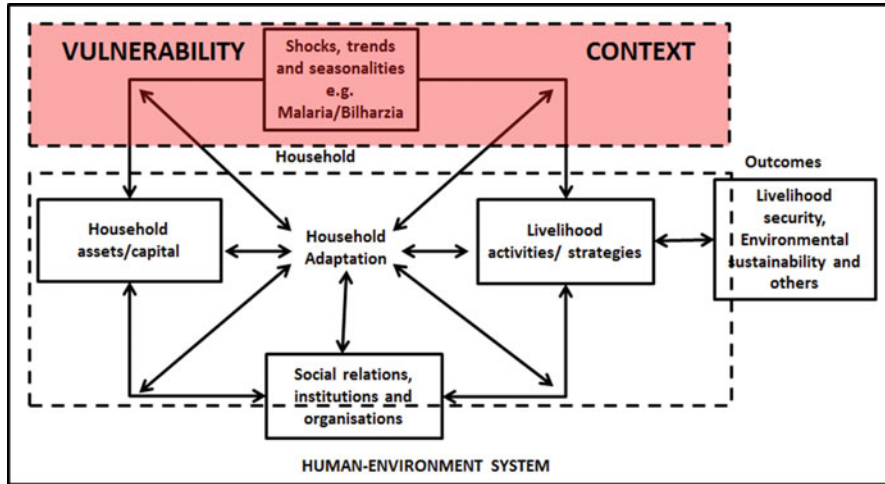 VULNERABILITY
Shocks, trends
and seasonalities
e.g.
Malaria/Bilharzia
CONTEXT
Household
Outcomes
Household
assets/capital
Household
Adaptation
Livelihood
activities/ strategies
Livelihood
security,
Environmental
sustainability and
others
Social relations,
institutions and
organisations
HUMAN-ENVIRONMENT SYSTEM